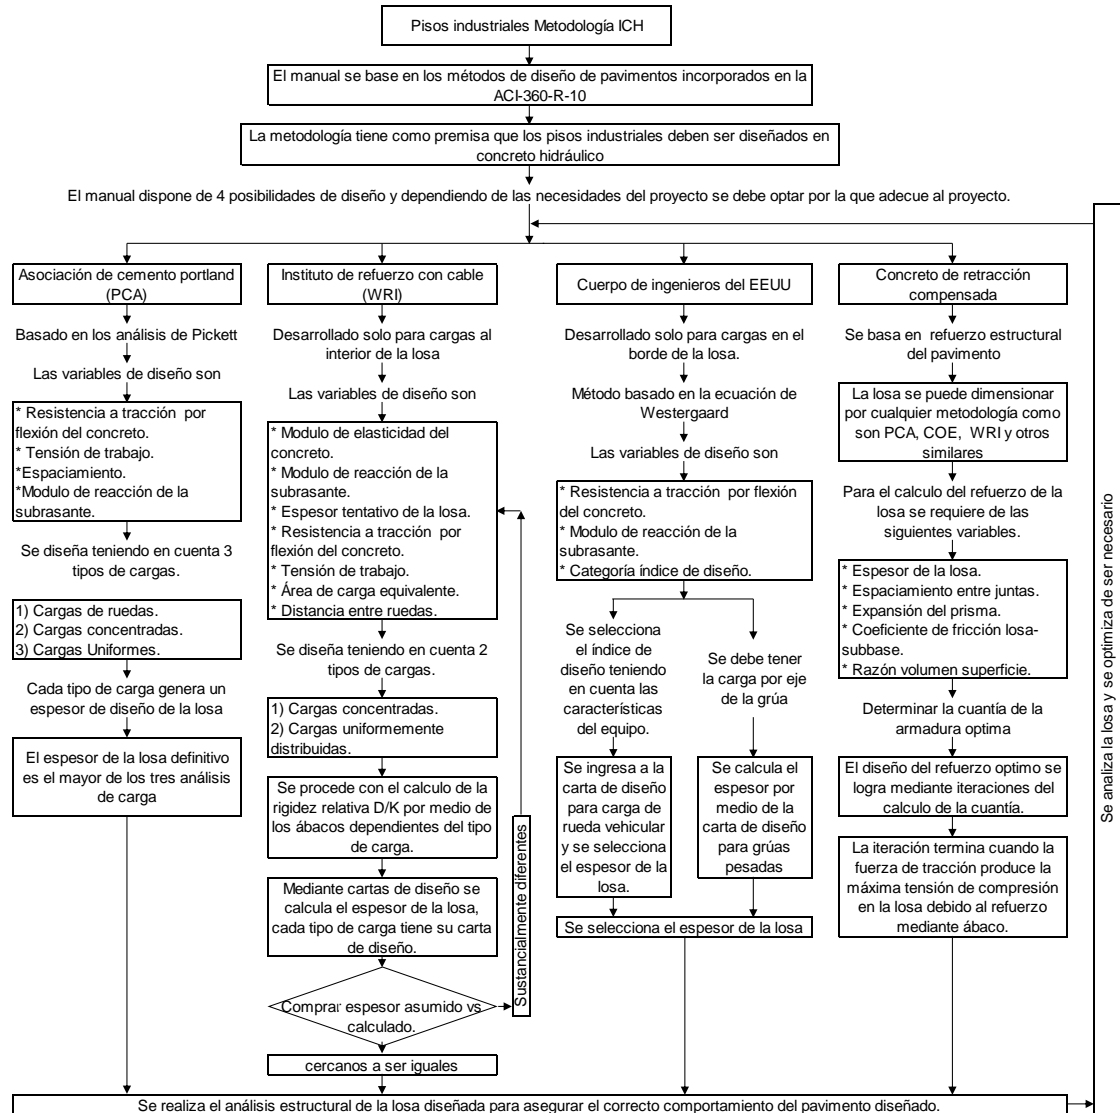 Pisos industriales Metodología ICH
El manual se base en los métodos de diseño de pavimentos incorporados en la
ACI-360-R-10
La metodología tiene como premisa que los pisos industriales deben ser diseñados en
concreto hidráulico
El manual dispone de 4 posibilidades de diseño y dependiendo de las necesidades del proyecto se debe optar por la que adecue al proyecto.
Asociación de cemento portland
(PCA)
Basado en los análisis de Pickett
Las variables de diseño son
* Resistencia a tracción por
flexión del concreto.
* Tensión de trabajo.
*Espaciamiento.
*Modulo de reacción de la
subrasante.
Se diseña teniendo en cuenta 3
tipos de cargas.
1) Cargas de ruedas.
2) Cargas concentradas.
3) Cargas Uniformes.
Cada tipo de carga genera un
espesor de diseño de la losa
El espesor de la losa definitivo
es el mayor de los tres análisis
de carga
Instituto de refuerzo con cable
(WRI)
Desarrollado solo para cargas al
interior de la losa
Las variables de diseño son
* Modulo de elasticidad del
concreto.
* Modulo de reacción de la
subrasante.
* Espesor tentativo de la losa.
* Resistencia a tracción por
flexión del concreto.
* Tensión de trabajo.
* Área de carga equivalente.
* Distancia entre ruedas.
Se diseña teniendo en cuenta 2
tipos de cargas.
1) Cargas concentradas.
2) Cargas uniformemente
distribuidas.
Se procede con el calculo de la
rigidez relativa D/K por medio de
los ábacos dependientes del tipo
de carga.
Mediante cartas de diseño se
calcula el espesor de la losa,
cada tipo de carga tiene su carta
de diseño.
Comprar espesor asumido vs
calculado.
Sustancialmente diferentes
cercanos a ser iguales
Cuerpo de ingenieros del EEUU
Desarrollado solo para cargas en el
borde de la losa.
Método basado en la ecuación de
Westergaard
Las variables de diseño son
* Resistencia a tracción por flexión
del concreto.
* Modulo de reacción de la
subrasante.
* Categoría índice de diseño.
Se selecciona
el índice de
diseño teniendo
en cuenta las
características
del equipo.
Se ingresa a la
carta de diseño
para carga de
rueda vehicular
y se selecciona
el espesor de la
losa.
Se debe tener
la carga por eje
de la grúa
Se calcula el
espesor por
medio de la
carta de diseño
para grúas
pesadas
Se selecciona el espesor de la losa
Concreto de retracción
compensada
Se basa en refuerzo estructural
del pavimento
La losa se puede dimensionar
por cualquier metodología como
son PCA, COE, WRI y otros
similares
Para el calculo del refuerzo de la
losa se requiere de las
siguientes variables.
* Espesor de la losa.
* Espaciamiento entre juntas.
* Expansión del prisma.
* Coeficiente de fricción losa-
subbase.
* Razón volumen superficie.
Determinar la cuantía de la
armadura optima
El diseño del refuerzo optimo se
logra mediante iteraciones del
calculo de la cuantía.
La iteración termina cuando la
fuerza de tracción produce la
máxima tensión de compresión
en la losa debido al refuerzo
mediante ábaco.
Se analiza la losa y se optimiza de ser necesario
Se realiza el análisis estructural de la losa diseñada para asegurar el correcto comportamiento del pavimento diseñado.